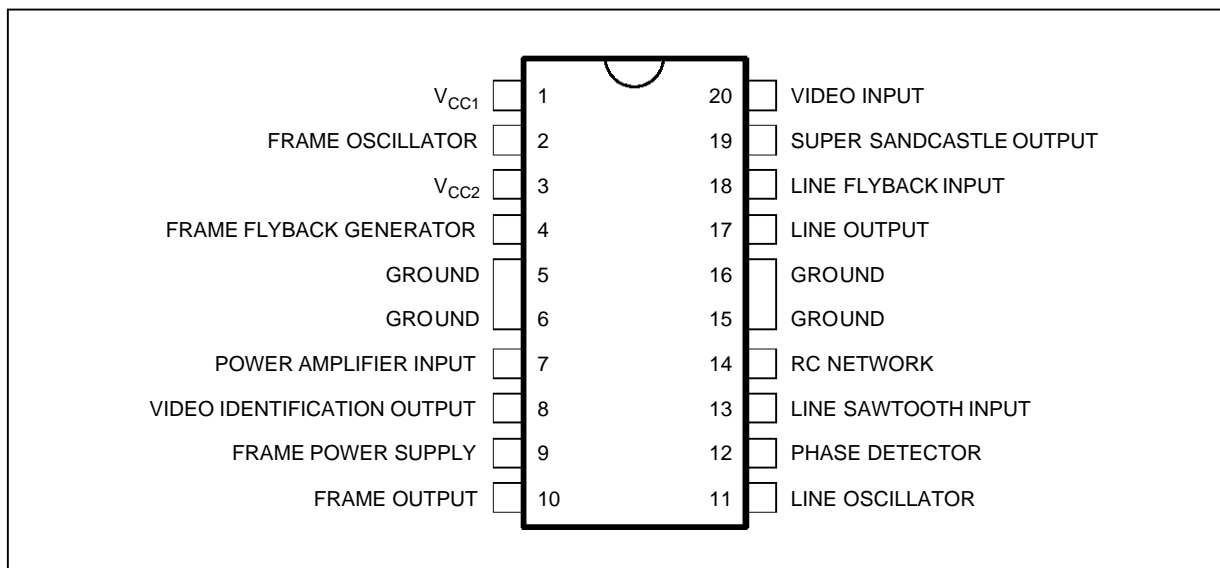 V_CC1 1 20 VIDEO INPUT
FRAME OSCILLATOR 2 19 SUPER SANDCASTLE OUTPUT
V_CC2 3 18 LINE FLYBACK INPUT
FRAME FLYBACK GENERATOR 4 17 LINE OUTPUT
GROUND 5 16 GROUND
GROUND 6 15 GROUND
POWER AMPLIFIER INPUT 7 14 RC NETWORK
VIDEO IDENTIFICATION OUTPUT 8 13 LINE SAWTOOTH INPUT
FRAME POWER SUPPLY 9 12 PHASE DETECTOR
FRAME OUTPUT 10 11 LINE OSCILLATOR